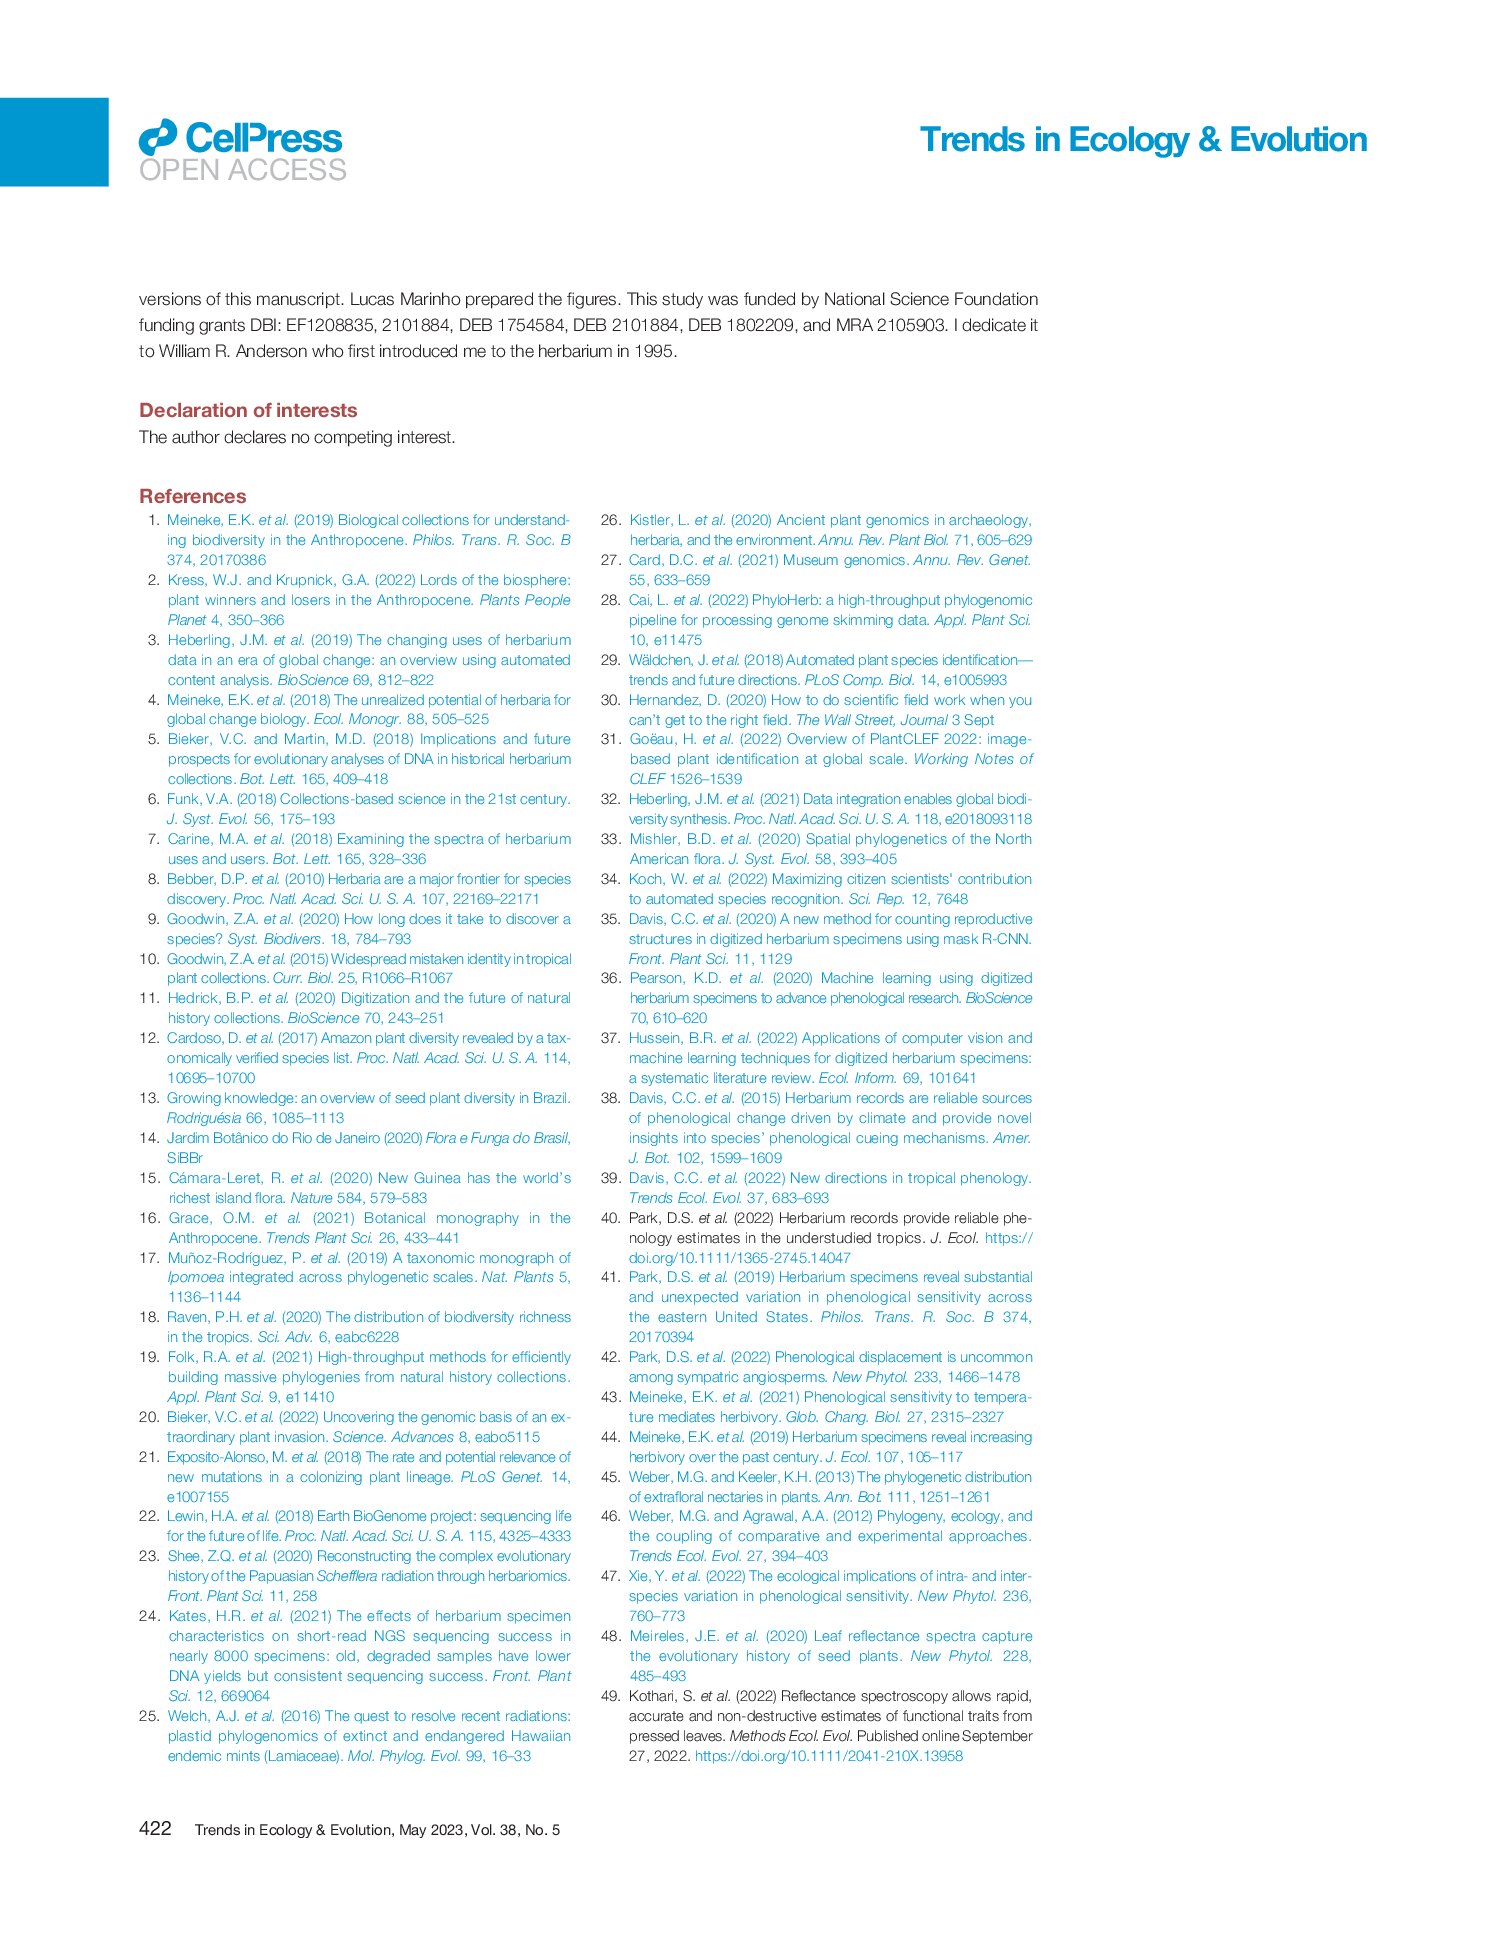 CellPress
OPEN ACCESS
Trends in Ecology & Evolution
versions of this manuscript. Lucas Marinho prepared the figures. This study was funded by National Science Foundation
funding grants DBI: EF1208835, 2101884, DEB 1754584, DEB 2101884, DEB 1802209, and MRA 2105903. I dedicate it
to William R. Anderson who first introduced me to the herbarium in 1995.
Declaration of interests
The author declares no competing interest.
References
1. Meineke, E.K. et al. (2019) Biological collections for understand-
ing biodiversity in the Anthropocene. Philos. Trans. R. Soc. B
374, 20170386
2. Kress, W.J. and Krupnick, G.A. (2022) Lords of the biosphere:
plant winners and losers in the Anthropocene. Plants People
Planet 4, 350–366
3. Heberling, J.M. et al. (2019) The changing uses of herbarium
data in an era of global change: an overview using automated
content analysis. BioScience 69, 812–822
4. Meineke, E.K. et al. (2018) The unrealized potential of herbaria for
global change biology. Ecol. Monogr. 88, 505–525
5. Bieker, V.C. and Martin, M.D. (2018) Implications and future
prospects for evolutionary analyses of DNA in historical herbarium
collections. Bot. Lett. 165, 409–418
6. Funk, V.A. (2018) Collections-based science in the 21st century.
J. Syst. Evol. 56, 175–193
7. Carine, M.A. et al. (2018) Examining the spectra of herbarium
uses and users. Bot. Lett. 165, 328–336
8. Bebber, D.P. et al. (2010) Herbaria are a major frontier for species
discovery. Proc. Natl. Acad. Sci. U. S. A. 107, 22169–22171
9. Goodwin, Z.A. et al. (2020) How long does it take to discover a
species? Syst. Biodivers. 18, 784–793
10. Goodwin, Z.A. et al. (2015) Widespread mistaken identity in tropical
plant collections. Curr. Biol. 25, R1066–R1067
11. Hedrick, B.P. et al. (2020) Digitization and the future of natural
history collections. BioScience 70, 243–251
12. Cardoso, D. et al. (2017) Amazon plant diversity revealed by a tax-
onomically verified species list. Proc. Natl. Acad. Sci. U. S. A. 114,
10695–10700
13. Growing knowledge: an overview of seed plant diversity in Brazil.
Rodriguésia 66, 1085–1113
14. Jardim Botânico do Rio de Janeiro (2020) Flora e Funga do Brasil,
SiBBr
15. Cámara-Leret, R. et al. (2020) New Guinea has the world's
richest island flora. Nature 584, 579–583
16. Grace, O.M. et al. (2021) Botanical monography in the
Anthropocene. Trends Plant Sci. 26, 433–441
17. Muñoz-Rodríguez, P. et al. (2019) A taxonomic monograph of
Ipomoea integrated across phylogenetic scales. Nat. Plants 5,
1136–1144
18. Raven, P.H. et al. (2020) The distribution of biodiversity richness
in the tropics. Sci. Adv. 6, eabc6228
19. Folk, R.A. et al. (2021) High-throughput methods for efficiently
building massive phylogenies from natural history collections.
Appl. Plant Sci. 9, e11410
20. Bieker, V.C. et al. (2022) Uncovering the genomic basis of an ex-
traordinary plant invasion. Science. Advances 8, eabo5115
21. Exposito-Alonso, M. et al. (2018) The rate and potential relevance of
new mutations in a colonizing plant lineage. PLoS Genet. 14,
e1007155
22. Lewin, H.A. et al. (2018) Earth BioGenome project: sequencing life
for the future of life. Proc. Natl. Acad. Sci. U. S. A. 115, 4325–4333
23. Shee, Z.Q. et al. (2020) Reconstructing the complex evolutionary
history of the Papuasian Schefflera radiation through herbariomics.
Front. Plant Sci. 11, 258
24. Kates, H.R. et al. (2021) The effects of herbarium specimen
characteristics on short-read NGS sequencing success in
nearly 8000 specimens: old, degraded samples have lower
DNA yields but consistent sequencing success. Front. Plant
Sci. 12, 669064
25. Welch, A.J. et al. (2016) The quest to resolve recent radiations:
plastid phylogenomics of extinct and endangered Hawaiian
endemic mints (Lamiaceae). Mol. Phylog. Evol. 99, 16–33
26. Kistler, L. et al. (2020) Ancient plant genomics in archaeology,
herbaria, and the environment. Annu. Rev. Plant Biol. 71, 605–629
27. Card, D.C. et al. (2021) Museum genomics. Annu. Rev. Genet.
55, 633–659
28. Cai, L. et al. (2022) PhyloHerb: a high-throughput phylogenomic
pipeline for processing genome skimming data. Appl. Plant Sci.
10, e11475
29. Wäldchen, J. et al. (2018) Automated plant species identification—
trends and future directions. PLoS Comp. Biol. 14, e1005993
30. Hernandez, D. (2020) How to do scientific field work when you
can't get to the right field. The Wall Street, Journal 3 Sept
31. Goëau, H. et al. (2022) Overview of PlantCLEF 2022: image-
based plant identification at global scale. Working Notes of
CLEF 1526–1539
32. Heberling, J.M. et al. (2021) Data integration enables global biodi-
versity synthesis. Proc. Natl. Acad. Sci. U. S. A. 118, e2018093118
33. Mishler, B.D. et al. (2020) Spatial phylogenetics of the North
American flora. J. Syst. Evol. 58, 393–405
34. Koch, W. et al. (2022) Maximizing citizen scientists' contribution
to automated species recognition. Sci. Rep. 12, 7648
35. Davis, C.C. et al. (2020) A new method for counting reproductive
structures in digitized herbarium specimens using mask R-CNN.
Front. Plant Sci. 11, 1129
36. Pearson, K.D. et al. (2020) Machine learning using digitized
herbarium specimens to advance phenological research. BioScience
70, 610–620
37. Hussein, B.R. et al. (2022) Applications of computer vision and
machine learning techniques for digitized herbarium specimens:
a systematic literature review. Ecol. Inform. 69, 101641
38. Davis, C.C. et al. (2015) Herbarium records are reliable sources
of phenological change driven by climate and provide novel
insights into species' phenological cueing mechanisms. Amer.
J. Bot. 102, 1599–1609
39. Davis, C.C. et al. (2022) New directions in tropical phenology.
Trends Ecol. Evol. 37, 683–693
40. Park, D.S. et al. (2022) Herbarium records provide reliable phe-
nology estimates in the understudied tropics. J. Ecol. https://
doi.org/10.1111/1365-2745.14047
41. Park, D.S. et al. (2019) Herbarium specimens reveal substantial
and unexpected variation in phenological sensitivity across
the eastern United States. Philos. Trans. R. Soc. B 374,
20170394
42. Park, D.S. et al. (2022) Phenological displacement is uncommon
among sympatric angiosperms. New Phytol. 233, 1466–1478
43. Meineke, E.K. et al. (2021) Phenological sensitivity to tempera-
ture mediates herbivory. Glob. Chang. Biol. 27, 2315–2327
44. Meineke, E.K. et al. (2019) Herbarium specimens reveal increasing
herbivory over the past century. J. Ecol. 107, 105–117
45. Weber, M.G. and Keeler, K.H. (2013) The phylogenetic distribution
of extrafloral nectaries in plants. Ann. Bot. 111, 1251–1261
46. Weber, M.G. and Agrawal, A.A. (2012) Phylogeny, ecology, and
the coupling of comparative and experimental approaches.
Trends Ecol. Evol. 27, 394–403
47. Xie, Y. et al. (2022) The ecological implications of intra- and inter-
species variation in phenological sensitivity. New Phytol. 236,
760–773
48. Meireles, J.E. et al. (2020) Leaf reflectance spectra capture
the evolutionary history of seed plants. New Phytol. 228,
485–493
49. Kothari, S. et al. (2022) Reflectance spectroscopy allows rapid,
accurate and non-destructive estimates of functional traits from
pressed leaves. Methods Ecol. Evol. Published online September
27, 2022. https://doi.org/10.1111/2041-210X.13958
422 Trends in Ecology & Evolution, May 2023, Vol. 38, No. 5